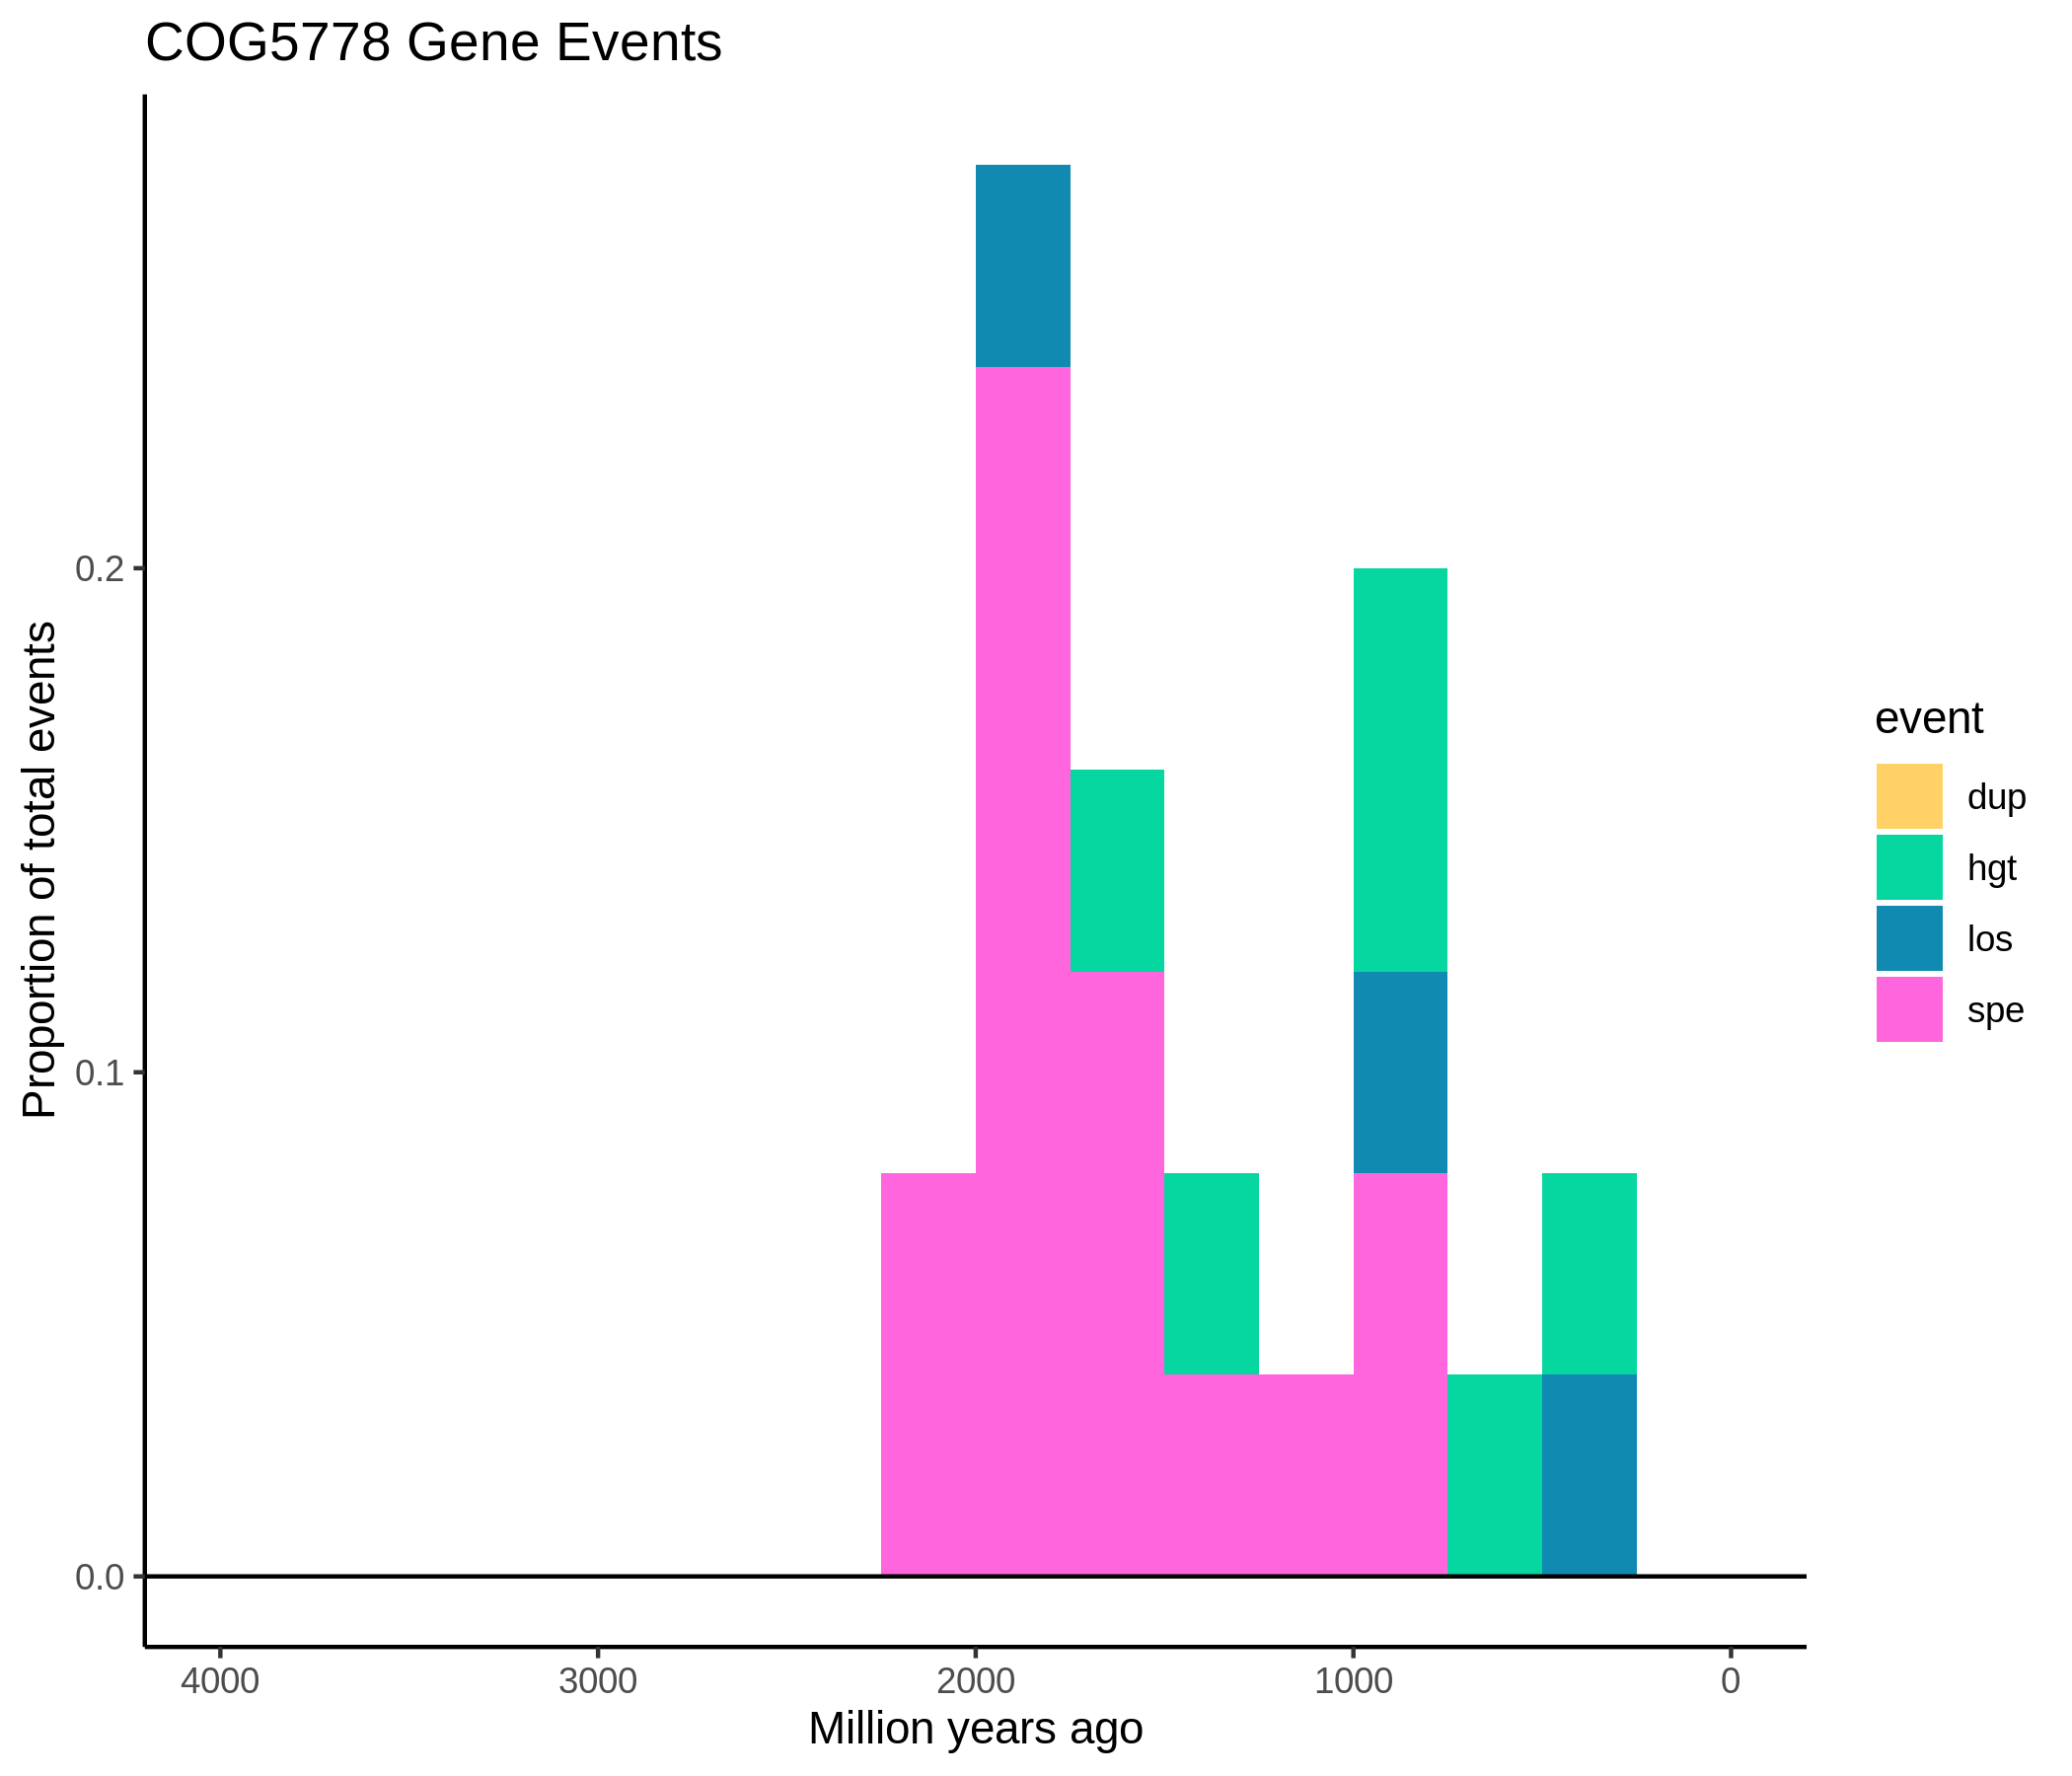 COG5778 Gene Events
Proportion of total events
0.2
0.1
0.0
4000 3000 2000 1000 0
Million years ago
event
dup
hgt
los
spe